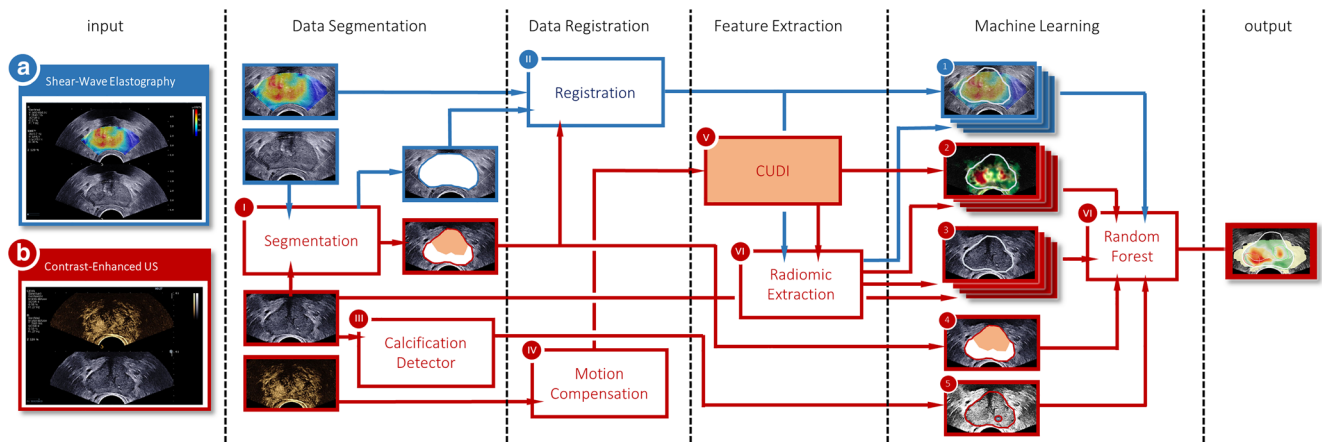 input
Data Segmentation
Data Registration
Feature Extraction
Machine Learning
output
a
Shear-Wave Elastography
b
Contrast-Enhanced US
I
Segmentation
II
Registration
III
Calcification
Detector
IV
Motion
Compensation
V
CUDI
VI
Radiomic
Extraction
1
2
3
4
5
VI
Random
Forest